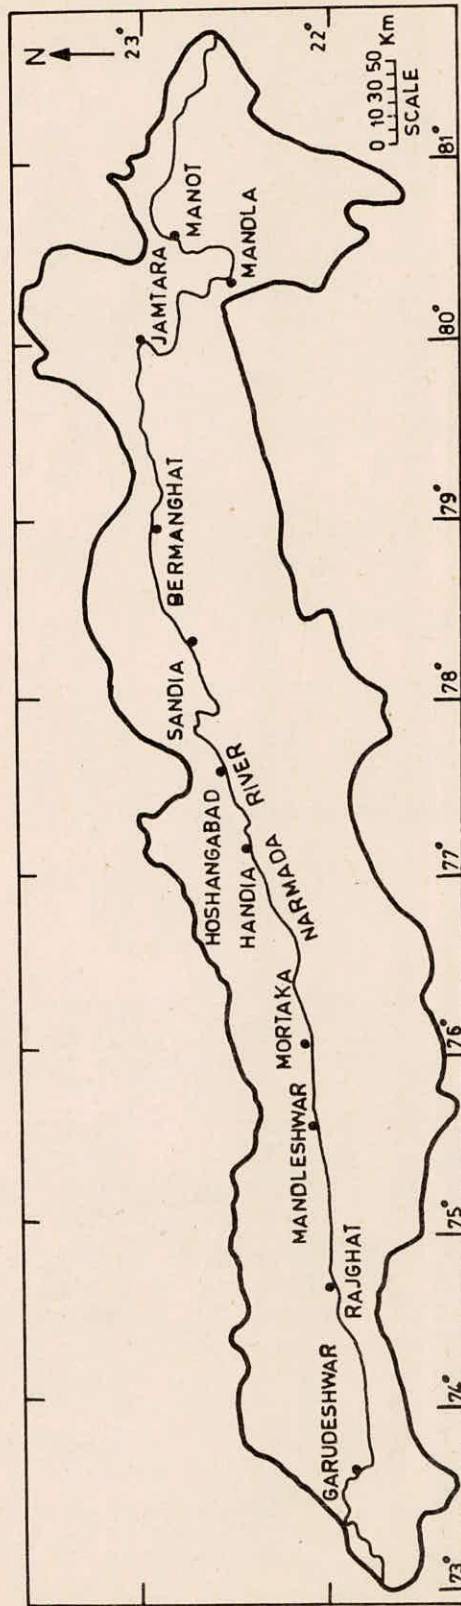 N
23°
22°
0 10 30 50 Km
SCALE
MANOT
MANDLA
JAMTARA
BERMANGHAT
SANDIA
HOSHANGABAD
HANDIA
NARMADA RIVER
MORTAKA
MANDLESHWAR
RAJGHAT
GARUDESHWAR
73° 74° 75° 76° 77° 78° 79° 80° 81°